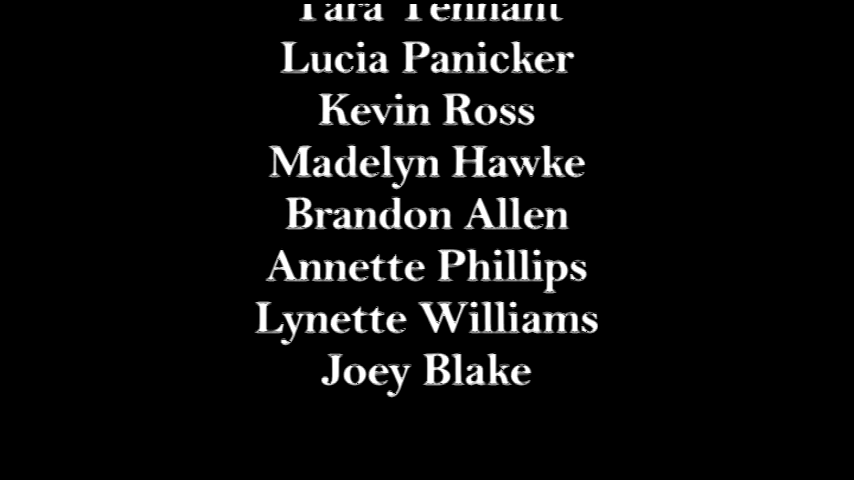 Tara Tennant
Lucia Panicker
Kevin Ross
Madelyn Hawke
Brandon Allen
Annette Phillips
Lynette Williams
Joey Blake